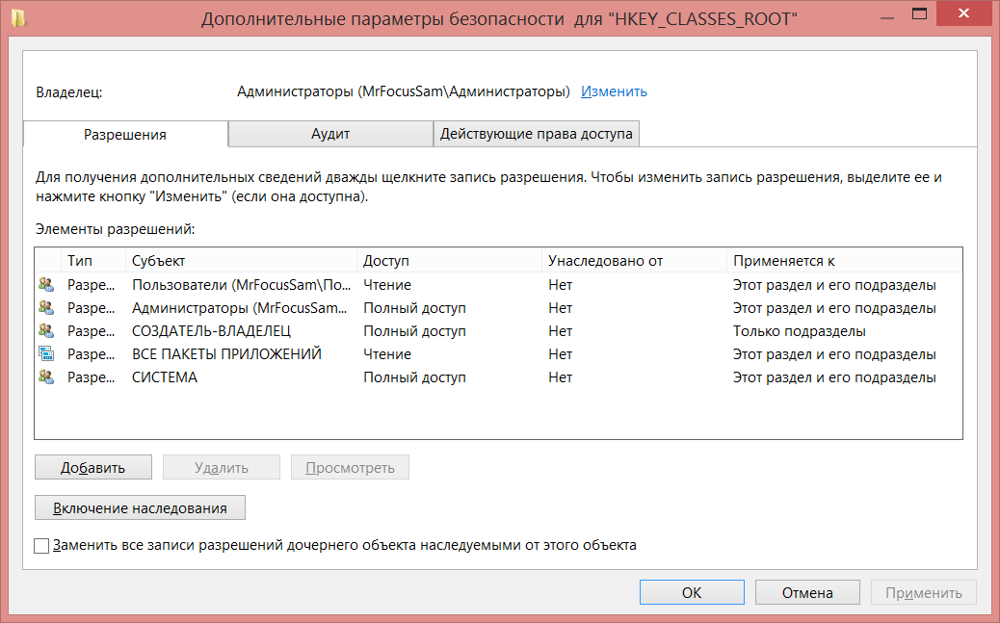 Дополнительные параметры безопасности для "HKEY_CLASSES_ROOT"
Владелец: Администраторы (MrFocusSam\Администраторы) Изменить
Разрешения Аудит Действующие права доступа
Для получения дополнительных сведений дважды щелкните запись разрешения. Чтобы изменить запись разрешения, выделите ее и
нажмите кнопку "Изменить" (если она доступна).
Элементы разрешений:
Тип Субъект Доступ Унаследовано от Применяется к
Разре... Пользователи (MrFocusSam\По... Чтение Нет Этот раздел и его подразделы
Разре... Администраторы (MrFocusSam... Полный доступ Нет Этот раздел и его подразделы
Разре... СОЗДАТЕЛЬ-ВЛАДЕЛЕЦ Полный доступ Нет Только подразделы
Разре... ВСЕ ПАКЕТЫ ПРИЛОЖЕНИЙ Чтение Нет Этот раздел и его подразделы
Разре... СИСТЕМА Полный доступ Нет Этот раздел и его подразделы
Добавить Удалить Просмотреть
Включение наследования
Заменить все записи разрешений дочернего объекта наследуемыми от этого объекта
ОК Отмена Применить